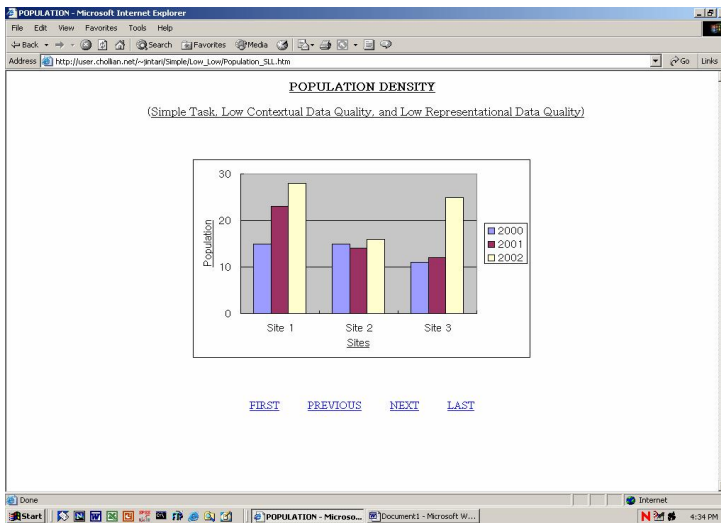 POPULATION - Microsoft Internet Explorer
File Edit View Favorites Tools Help
Back Search Favorites Media
Address http://user.chollian.net/~jintari/Simple/Low_Low/Population_SLL.htm Go Links
POPULATION DENSITY
(Simple Task, Low Contextual Data Quality, and Low Representational Data Quality)
30
20
10
0
Population
Site 1 Site 2 Site 3
Sites
2000
2001
2002
FIRST PREVIOUS NEXT LAST
Done Internet
Start POPULATION - Microso... Document1 - Microsoft W... 4:34 PM